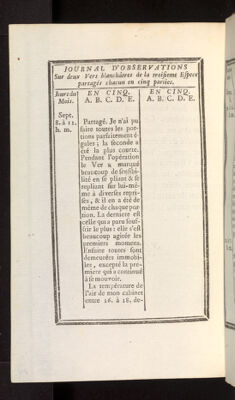 JOURNAL D'OBSERVATIONS
Sur deux Vers blanchâtres de la troisieme Espece
partagés chacun en cinq parties.
Jours du
Mois.
EN CINQ.
A. B. C. D. E.
EN CINQ.
A. B. C. D. E.
Sept.
8. à 11.
h. m.
Partagé. Je n'ai pu
faire toutes les por-
tions parfaitement é-
gales ; la seconde a
été la plus courte.
Pendant l'opération
le Ver a marqué
beaucoup de sensibi-
lité en se pliant & se
repliant sur lui-mê-
me à diverses repri-
ses, & il en a été de
même de chaque por-
tion. La derniere est
celle qui a paru souf-
frir le plus : elle s'est
beaucoup agitée les
premiers momens.
Ensuite toutes sont
demeurées immobi-
les, excepté la pre-
miere qui a continué
à se mouvoir.
La température de
l'air de mon cabinet
entre 16. & 18. de-